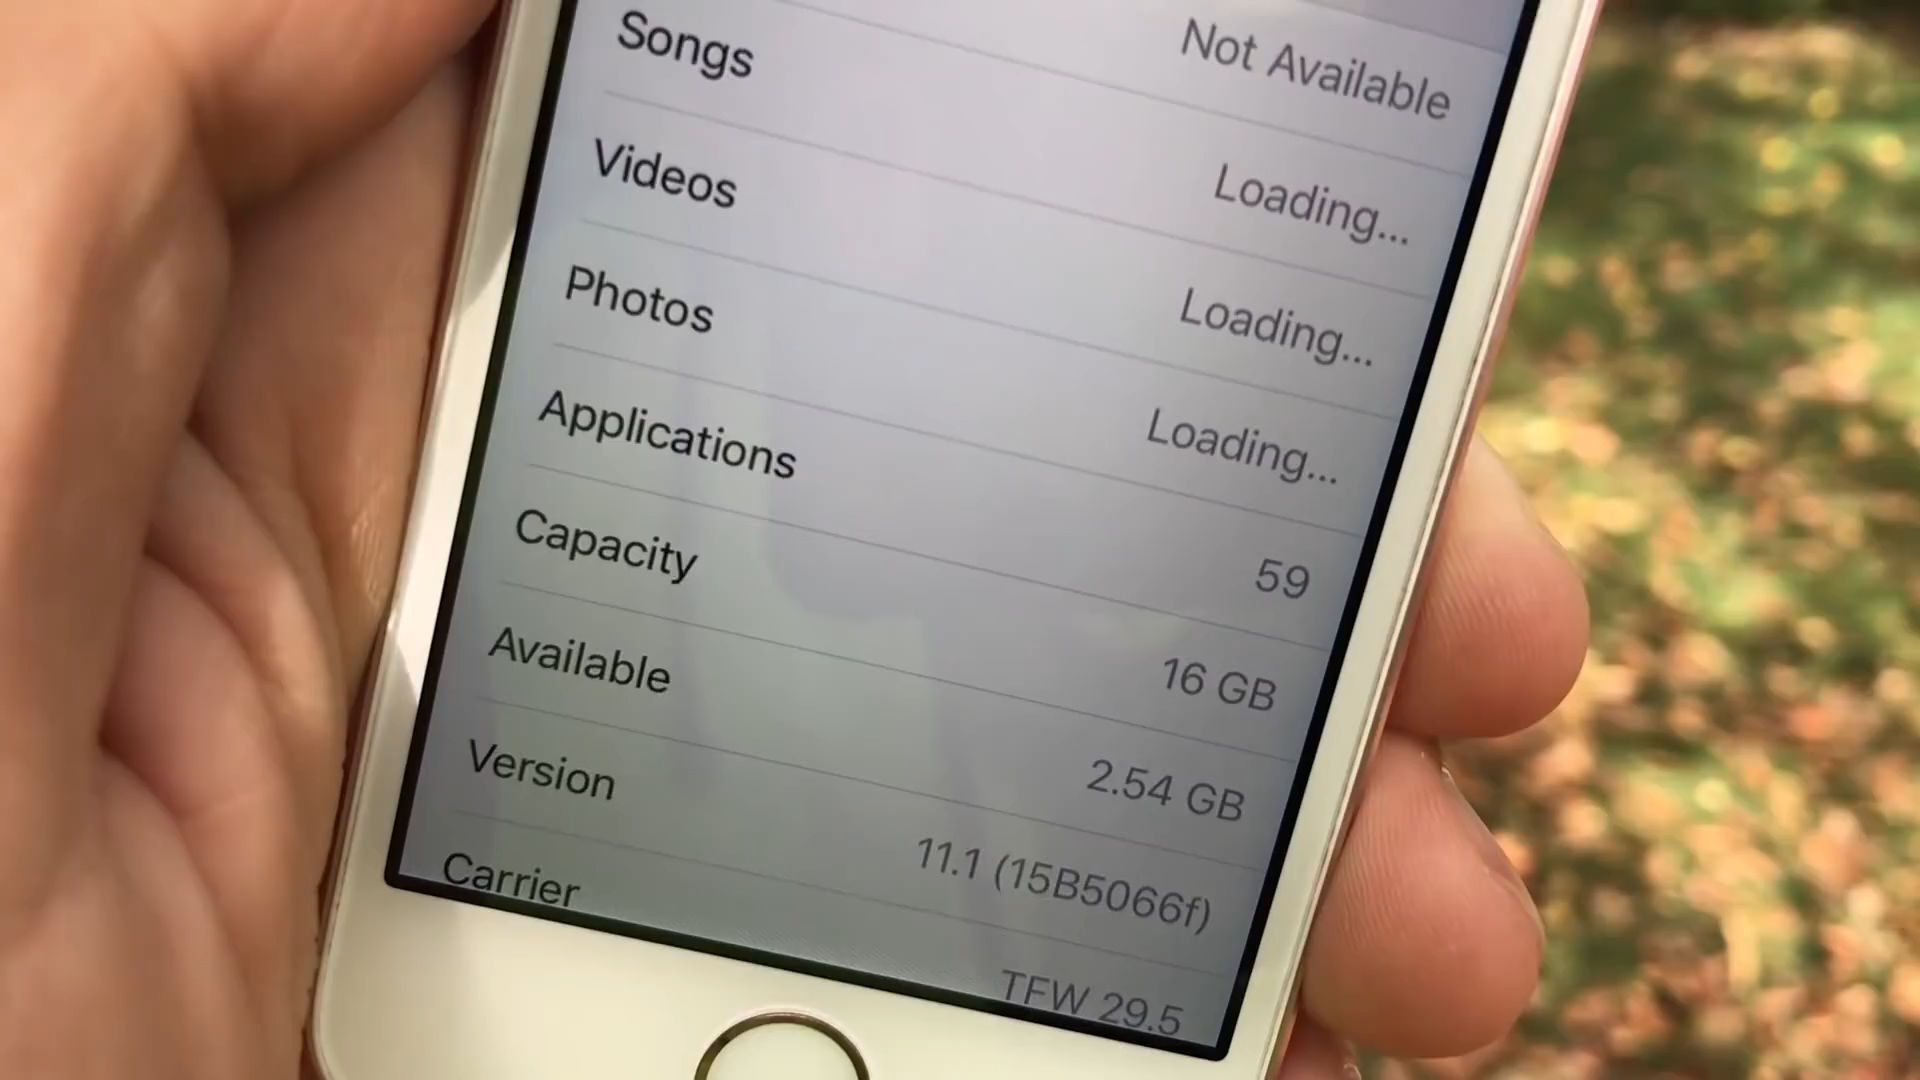 Not Available
Songs Loading...
Videos Loading...
Photos Loading...
Applications 59
Capacity 16 GB
Available 2.54 GB
Version 11.1 (15B5066f)
Carrier TFW 29.5